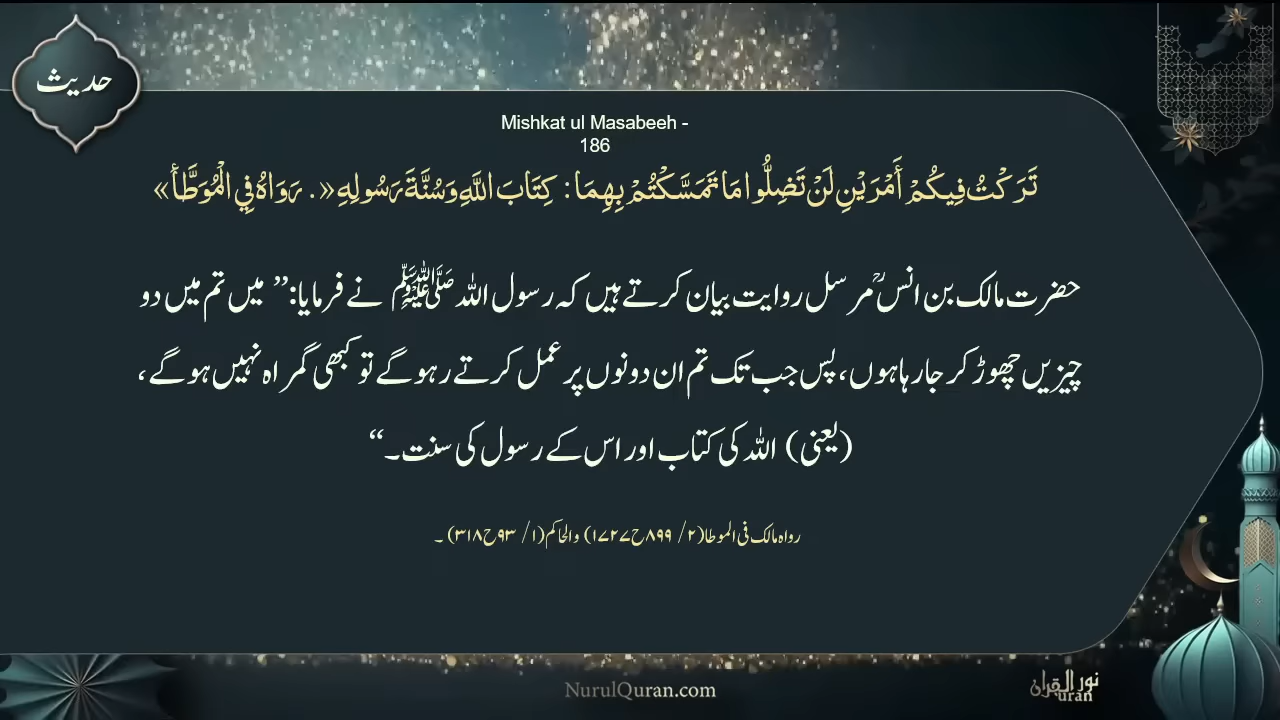 حدیث
Mishkat ul Masabeeh -
186
تَرَكْتُ فِيكُمْ أَمْرَيْنِ لَنْ تَضِلُّوا مَا تَمَسَّكْتُمْ بِهِمَا: كِتَابَ اللَّهِ وَسُنَّةَ رَسُولِهِ «. رَوَاهُ فِي الْمُوَطَّأ»
حضرت مالک بن انسؒ مرسل روایت بیان کرتے ہیں کہ رسول اللہ ﷺ نے فرمایا:” میں تم میں دو
چیزیں چھوڑ کر جا رہا ہوں، پس جب تک تم ان دونوں پر عمل کرتے رہو گے تو کبھی گمراہ نہیں ہو گے،
(یعنی) اللہ کی کتاب اور اس کے رسول کی سنت۔“
رواہ مالک فی الموطا(۲/ ۸۹۹ ح۱۷۲۷) والحاکم(۱/ ۹۳ ح۳۱۸) ۔
NurulQuran.com
نور القرآن
uran